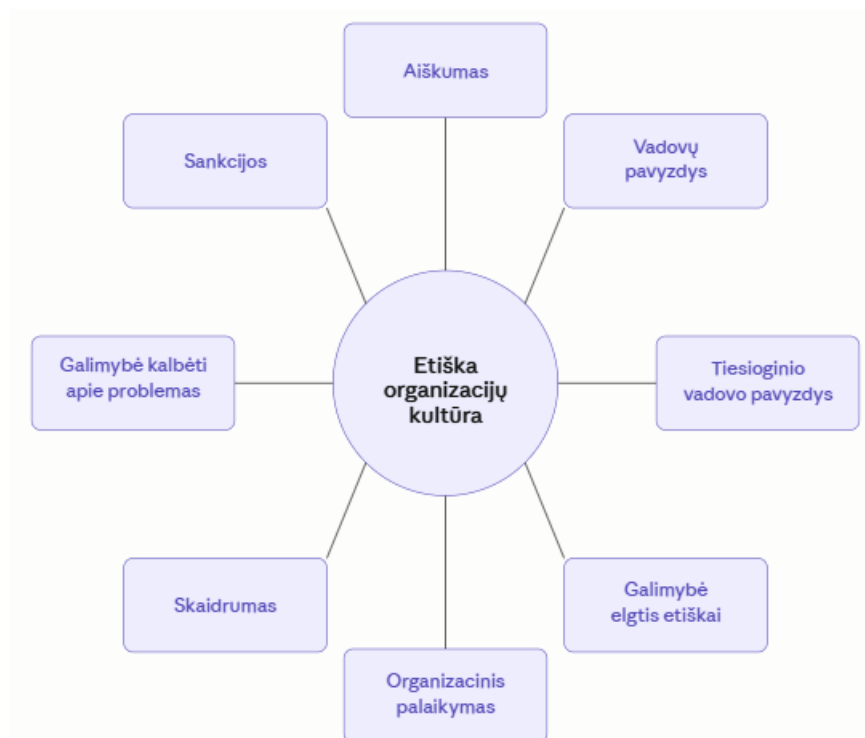 Aiškumas
Sankcijos
Vadovų
pavyzdys
Galimybė kalbėti
apie problemas
Etiška
organizacijų
kultūra
Tiesioginio
vadovo pavyzdys
Skaidrumas
Galimybė
elgtis etiškai
Organizacinis
palaikymas